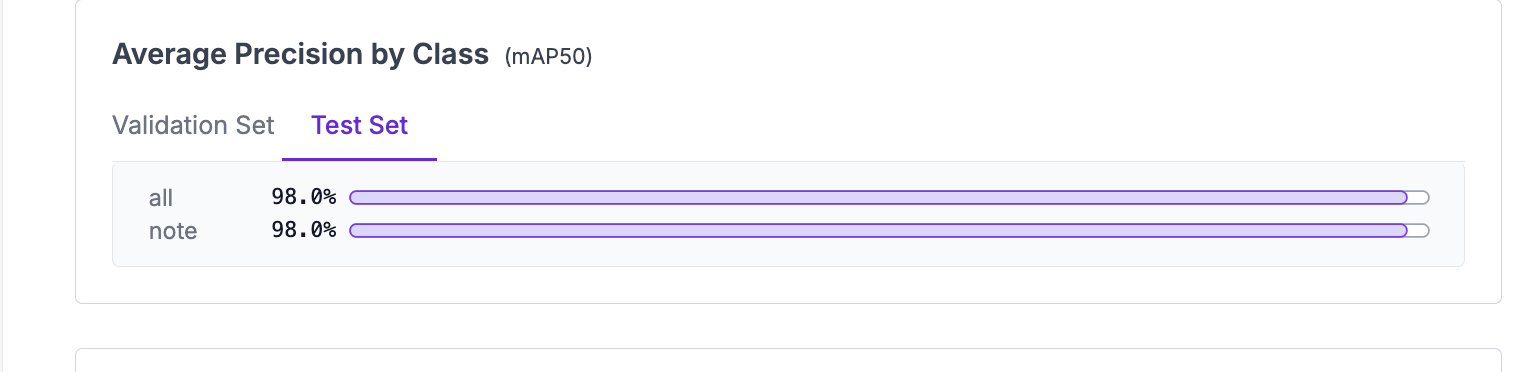 Average Precision by Class (mAP50)
Validation Set Test Set
all 98.0%
note 98.0%